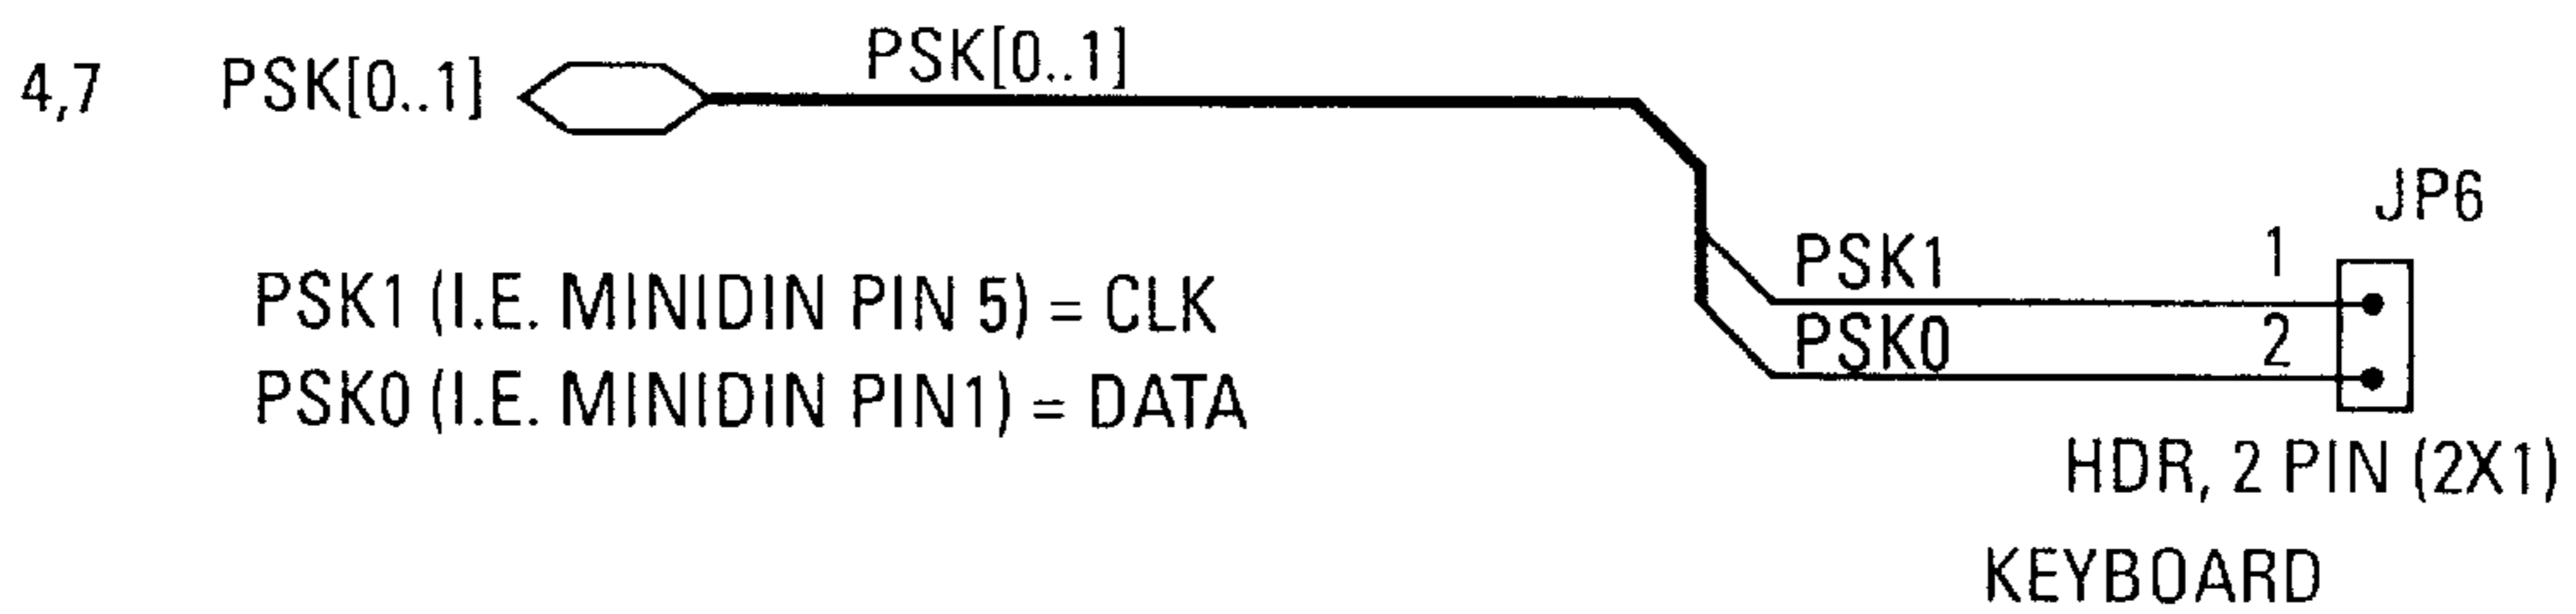 4,7 PSK[0..1] PSK[0..1]
JP6
PSK1 1
PSK0 2
PSK1 (I.E. MINIDIN PIN 5) = CLK
PSK0 (I.E. MINIDIN PIN1) = DATA
HDR, 2 PIN (2X1)
KEYBOARD